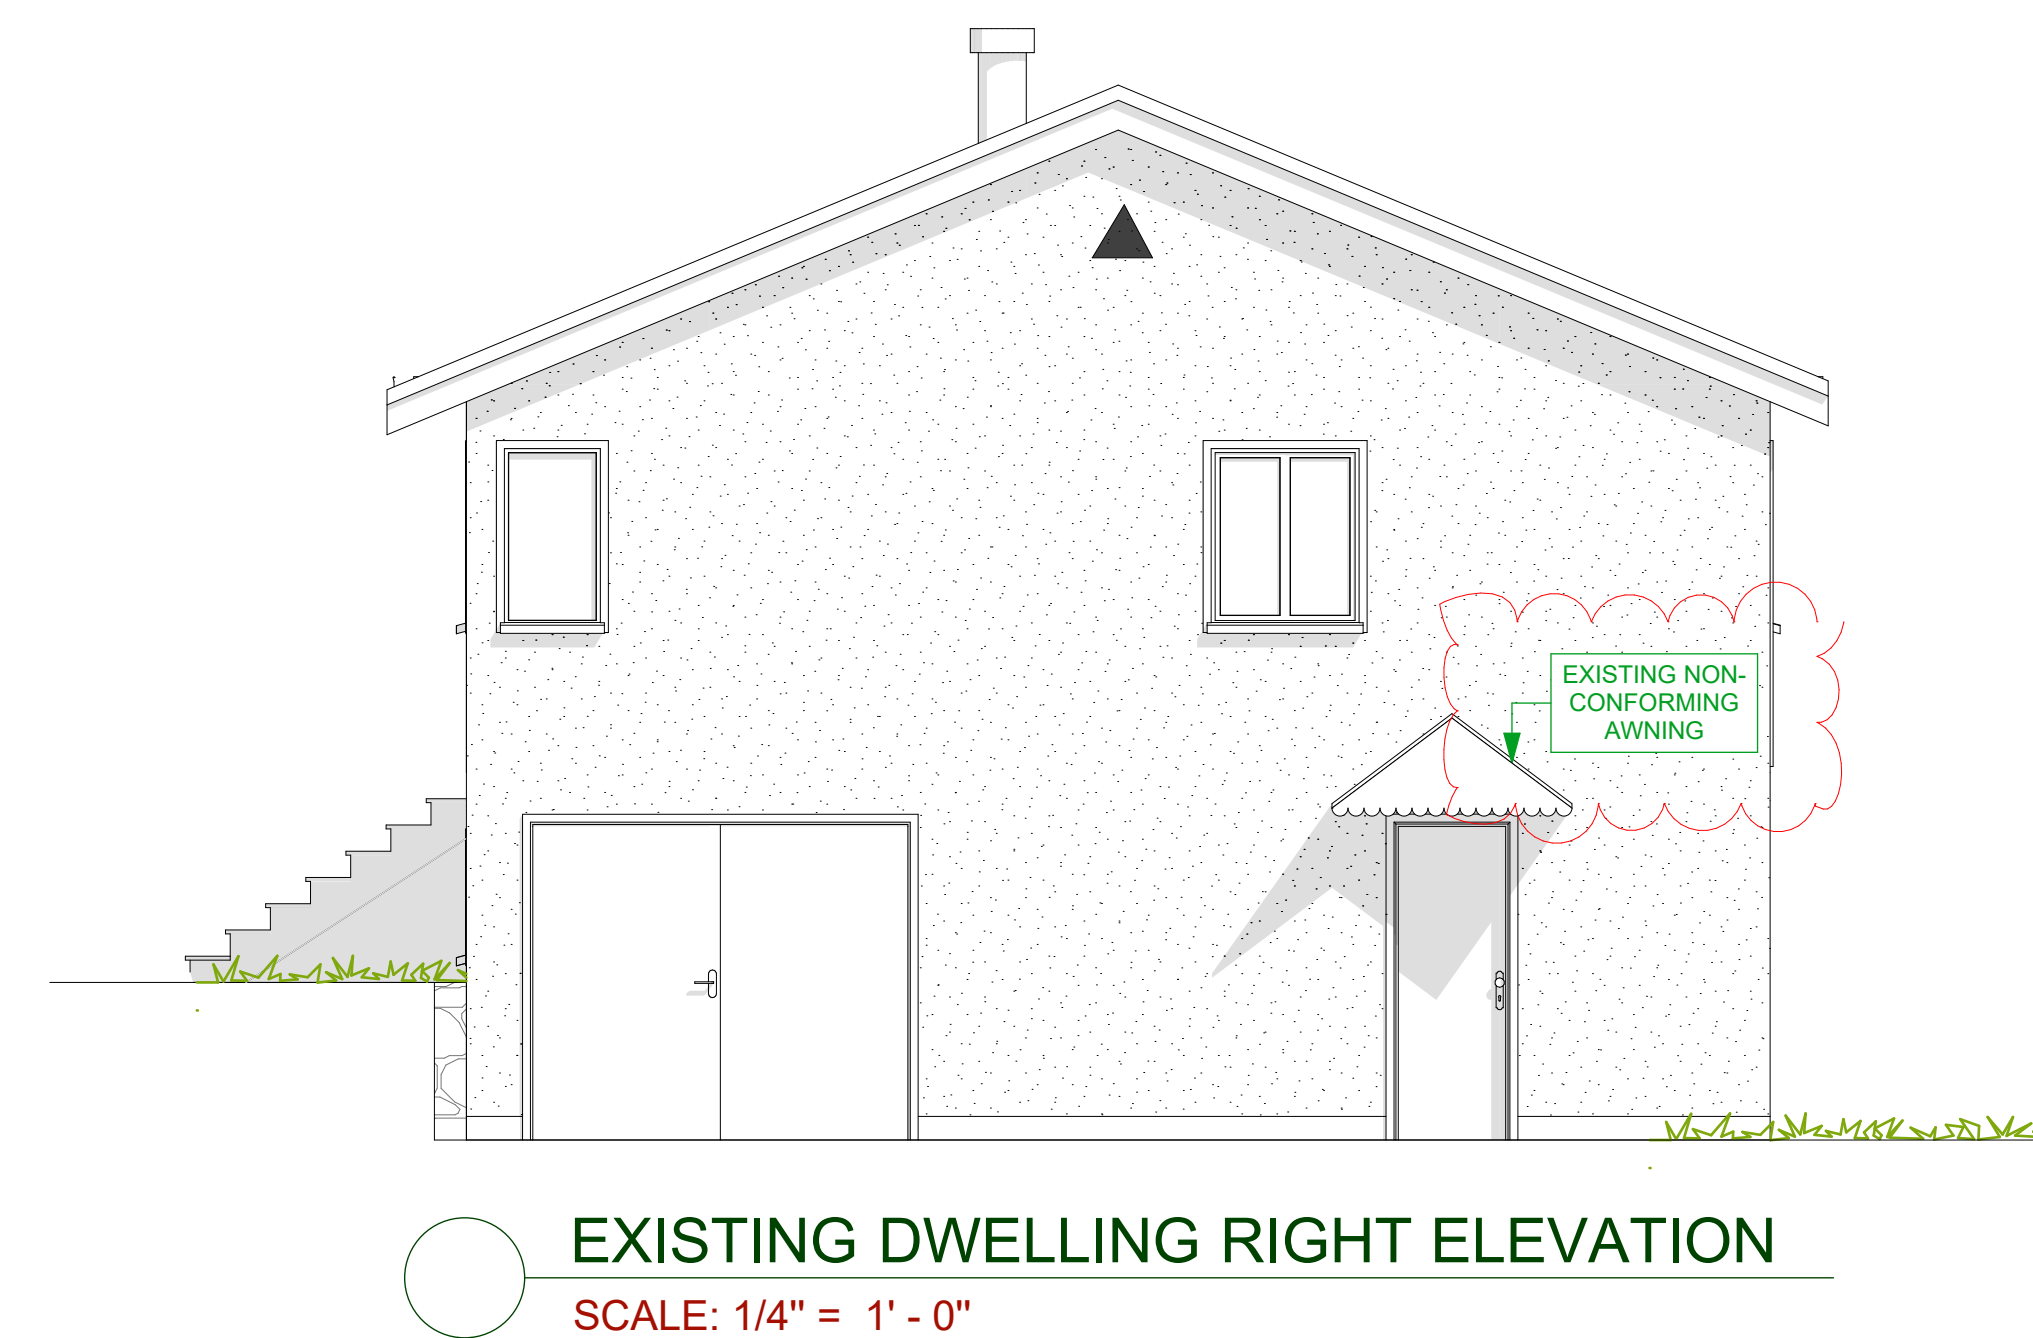 EXISTING NON-
CONFORMING
AWNING
EXISTING DWELLING RIGHT ELEVATION
SCALE: 1/4" = 1' - 0"